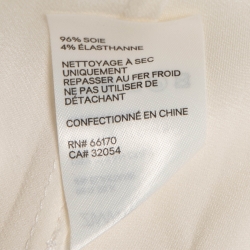 96% SOIE
4% ÉLASTHANNE
NETTOYAGE À SEC
UNIQUEMENT
REPASSER AU FER FROID
NE PAS UTILISER DE
DÉTACHANT
CONFECTIONNÉ EN CHINE
RN# 66170
CA# 32054